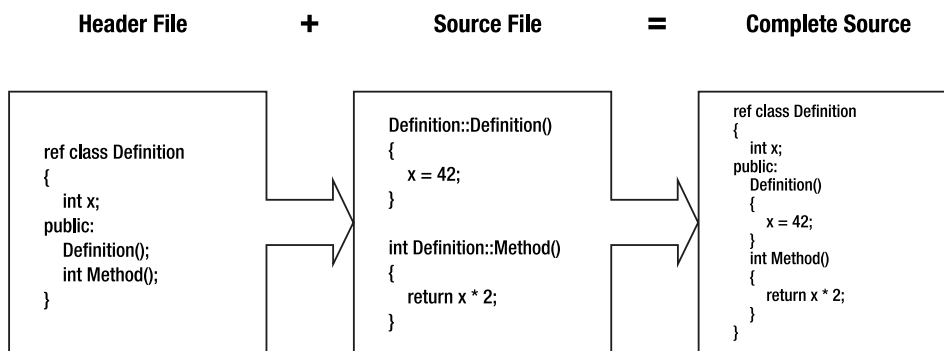 Header File + Source File = Complete Source
ref class Definition
{
int x;
public:
Definition();
int Method();
}
Definition::Definition()
{
x = 42;
}
int Definition::Method()
{
return x * 2;
}
ref class Definition
{
int x;
public:
Definition()
{
x = 42;
}
int Method()
{
return x * 2;
}
}